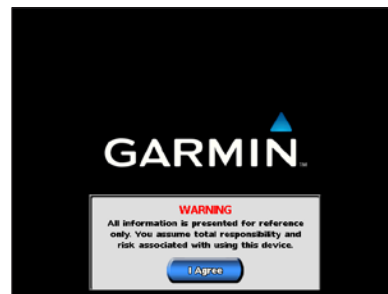 GARMIN™
WARNING
All information is presented for reference
only. You assume total responsibility and
risk associated with using this device.
I Agree